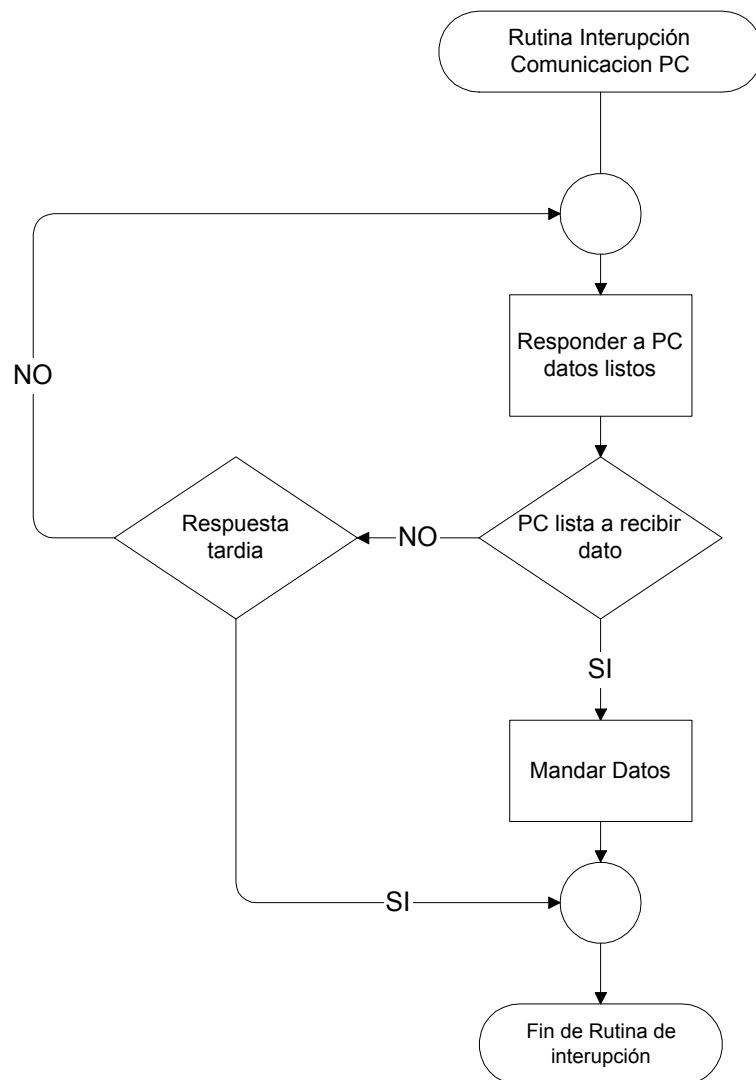 Rutina Interupción
Comunicacion PC
Responder a PC
datos listos
NO
Respuesta
tardia
NO
PC lista a recibir
dato
SI
Mandar Datos
SI
Fin de Rutina de
interupción